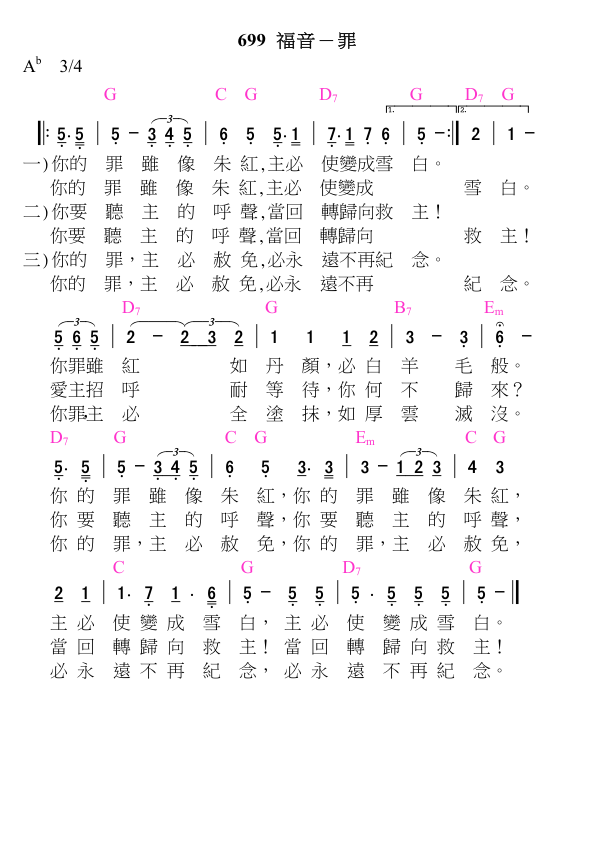 699 福音－罪
A♭ 3/4
G C G D7 G D7 G
1. 2.
3 3
5· 5 | 5 － 3 4 5 | 6 5 5· 1 | 7· 1 7 6 | 5 － :|| 2 | 1 －
一)你的 罪 雖 像 朱 紅,主必 使變成雪 白。
你的 罪 雖 像 朱 紅,主必 使變成 雪 白。
二)你要 聽 主 的 呼 聲,當回 轉歸向救 主！
你要 聽 主 的 呼 聲,當回 轉歸向 救 主！
三)你的 罪，主 必 赦 免,必永 遠不再紀 念。
你的 罪，主 必 赦 免,必永 遠不再 紀 念。
D7 G B7 Em
3 3
5 6 5 | 2 － 2 3 2 | 1 1 1 2 | 3 － 3 | 6 －
你罪雖 紅 如 丹 顏，必 白 羊 毛 般。
愛主招 呼 耐 等 待，你 何 不 歸 來？
你罪主 必 全 塗 抹，如 厚 雲 滅 沒。
D7 G C G Em C G
3 3
5· 5 | 5 － 3 4 5 | 6 5 3· 3 | 3 － 1 2 3 | 4 3
你 的 罪 雖 像 朱 紅，你 的 罪 雖 像 朱 紅，
你 要 聽 主 的 呼 聲，你 要 聽 主 的 呼 聲，
你 的 罪，主 必 赦 免，你 的 罪，主 必 赦 免，
C G D7 G
2 1 | 1· 7 1 · 6 | 5 － 5 · 5 | 5 · 5 5 5 | 5 － ||
主 必 使 變 成 雪 白， 主 必 使 變 成 雪 白。
當 回 轉 歸 向 救 主！ 當 回 轉 歸 向 救 主！
必 永 遠 不 再 紀 念， 必 永 遠 不 再 紀 念。